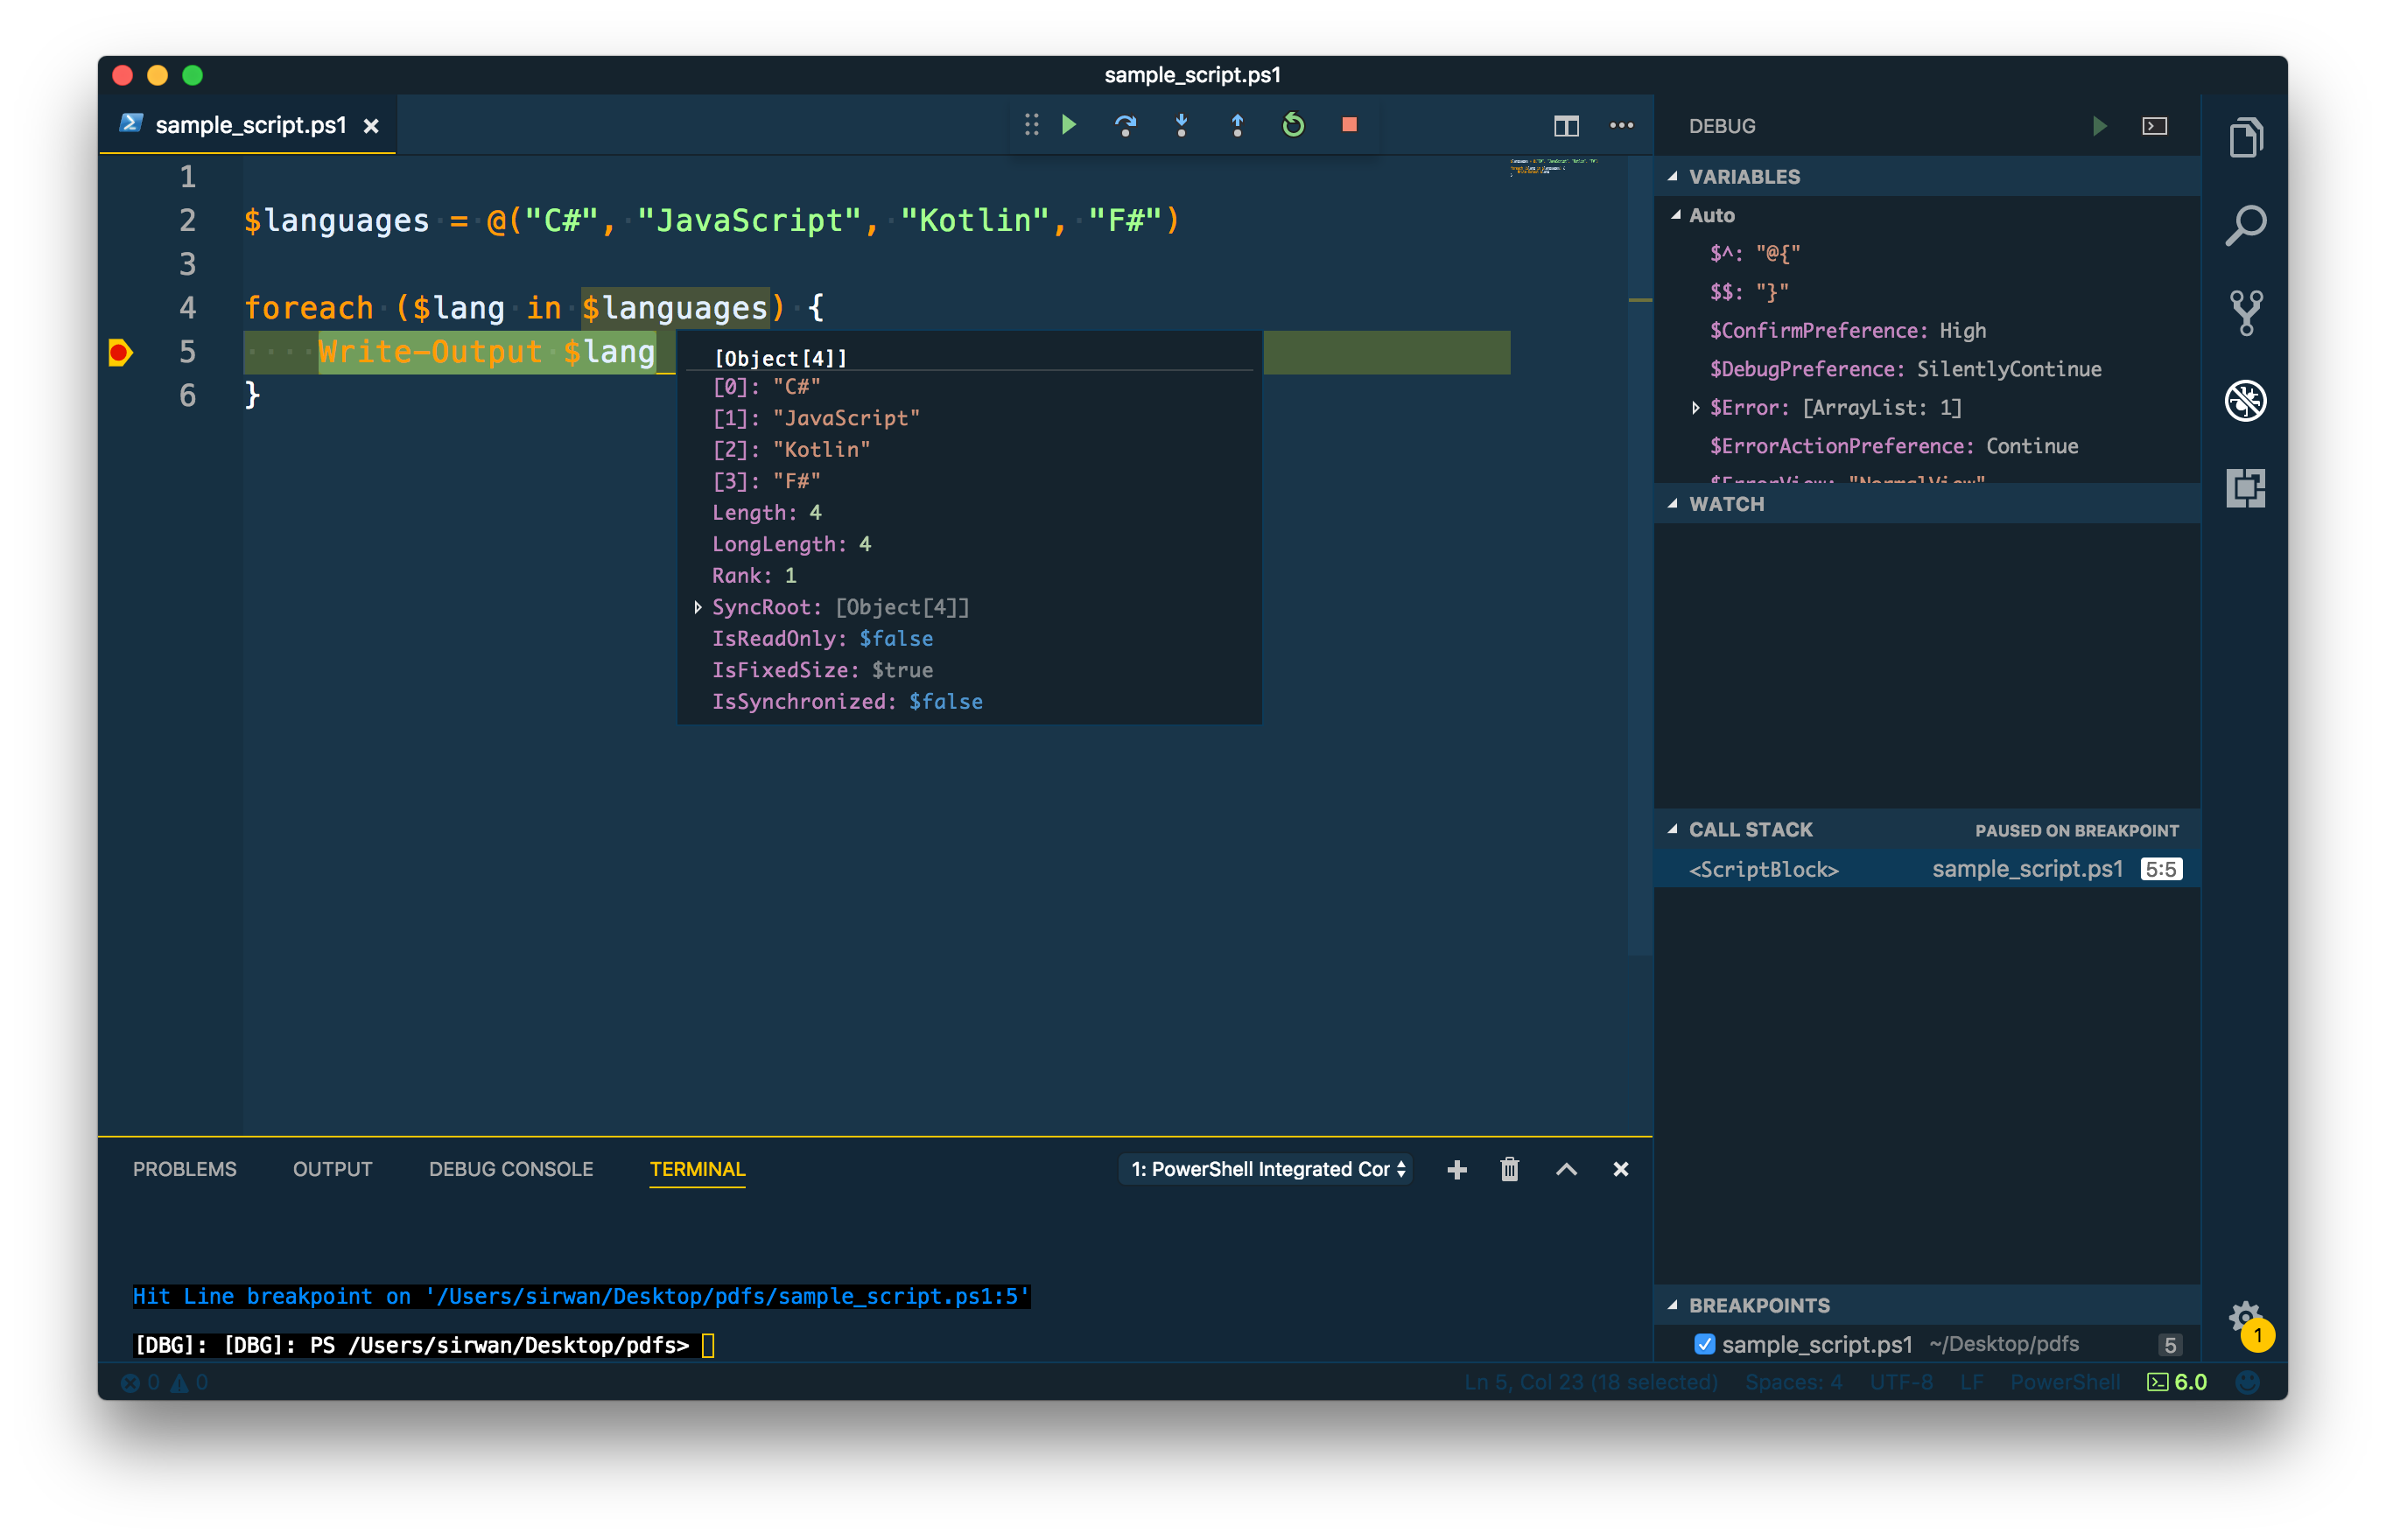 sample_script.ps1
sample_script.ps1
1
2 $languages = @("C#", "JavaScript", "Kotlin", "F#")
3
4 foreach ($lang in $languages) {
5 Write-Output $lang
6 }
[Object[4]]
[0]: "C#"
[1]: "JavaScript"
[2]: "Kotlin"
[3]: "F#"
Length: 4
LongLength: 4
Rank: 1
SyncRoot: [Object[4]]
IsReadOnly: $false
IsFixedSize: $true
IsSynchronized: $false
DEBUG
VARIABLES
Auto
$^: "@{"
$$: "}"
$ConfirmPreference: High
$DebugPreference: SilentlyContinue
$Error: [ArrayList: 1]
$ErrorActionPreference: Continue
$ErrorView: "NormalView"
WATCH
CALL STACK PAUSED ON BREAKPOINT
<ScriptBlock> sample_script.ps1 5:5
BREAKPOINTS
sample_script.ps1 ~/Desktop/pdfs 5
1
PROBLEMS OUTPUT DEBUG CONSOLE TERMINAL 1: PowerShell Integrated Cor
Hit Line breakpoint on '/Users/sirwan/Desktop/pdfs/sample_script.ps1:5'
[DBG]: [DBG]: PS /Users/sirwan/Desktop/pdfs>
0 0 Ln 5, Col 23 (18 selected) Spaces: 4 UTF-8 LF PowerShell 6.0